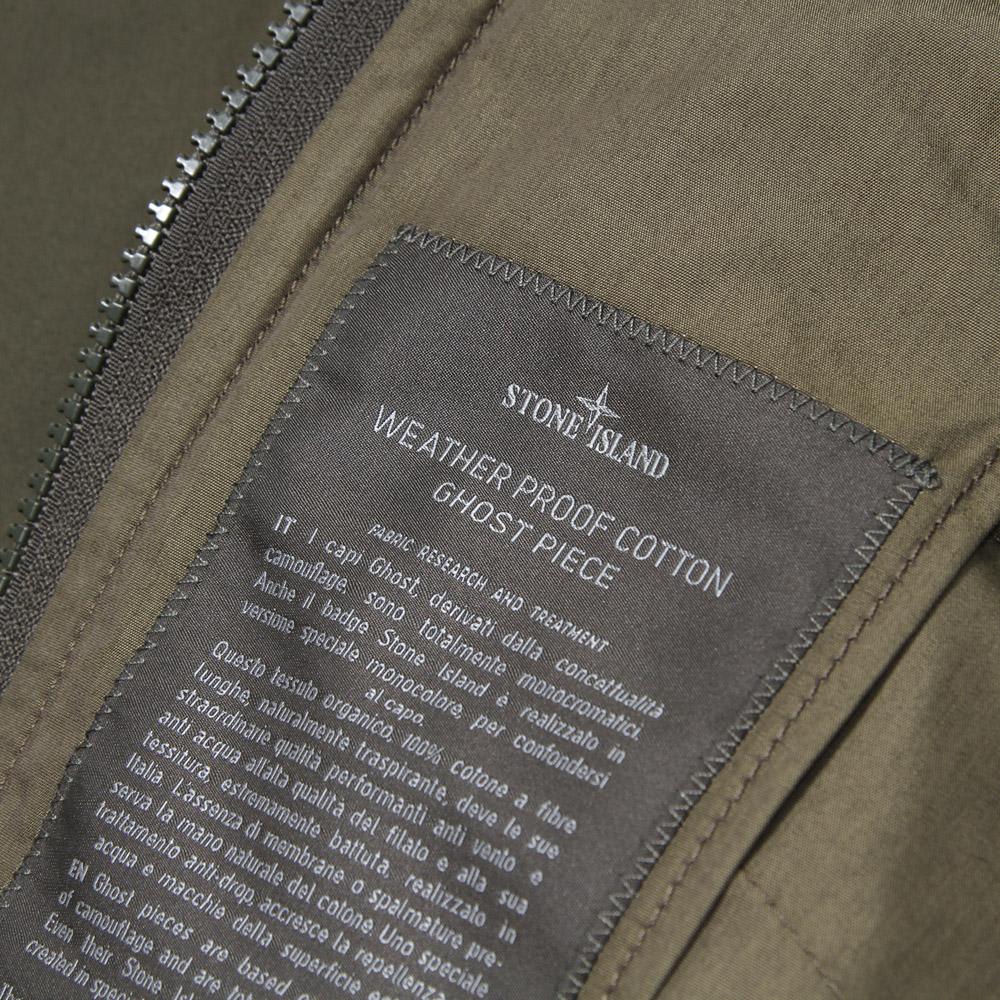 STONE ISLAND
WEATHER PROOF COTTON
GHOST PIECE
FABRIC RESEARCH AND TREATMENT
IT I capi Ghost, derivati dalla concettualità
camouflage, sono totalmente monocromatici.
Anche il badge Stone Island è realizzato in
versione speciale monocolore, per confondersi
al capo.
Questo tessuto organico, 100% cotone a fibre
lunghe, naturalmente traspirante, deve le sue
straordinarie qualità performanti anti vento e
anti acqua alla qualità del filato e alla sua
tessitura, estremamente battuta, realizzato in
Italia. L'assenza di membrane o spalmature pre-
serva la mano naturale del cotone. Uno speciale
trattamento anti-drop, accresce la repellenza
acqua e macchie della superficie
EN Ghost pieces are based
of camouflage and are
Even their Stone
created in